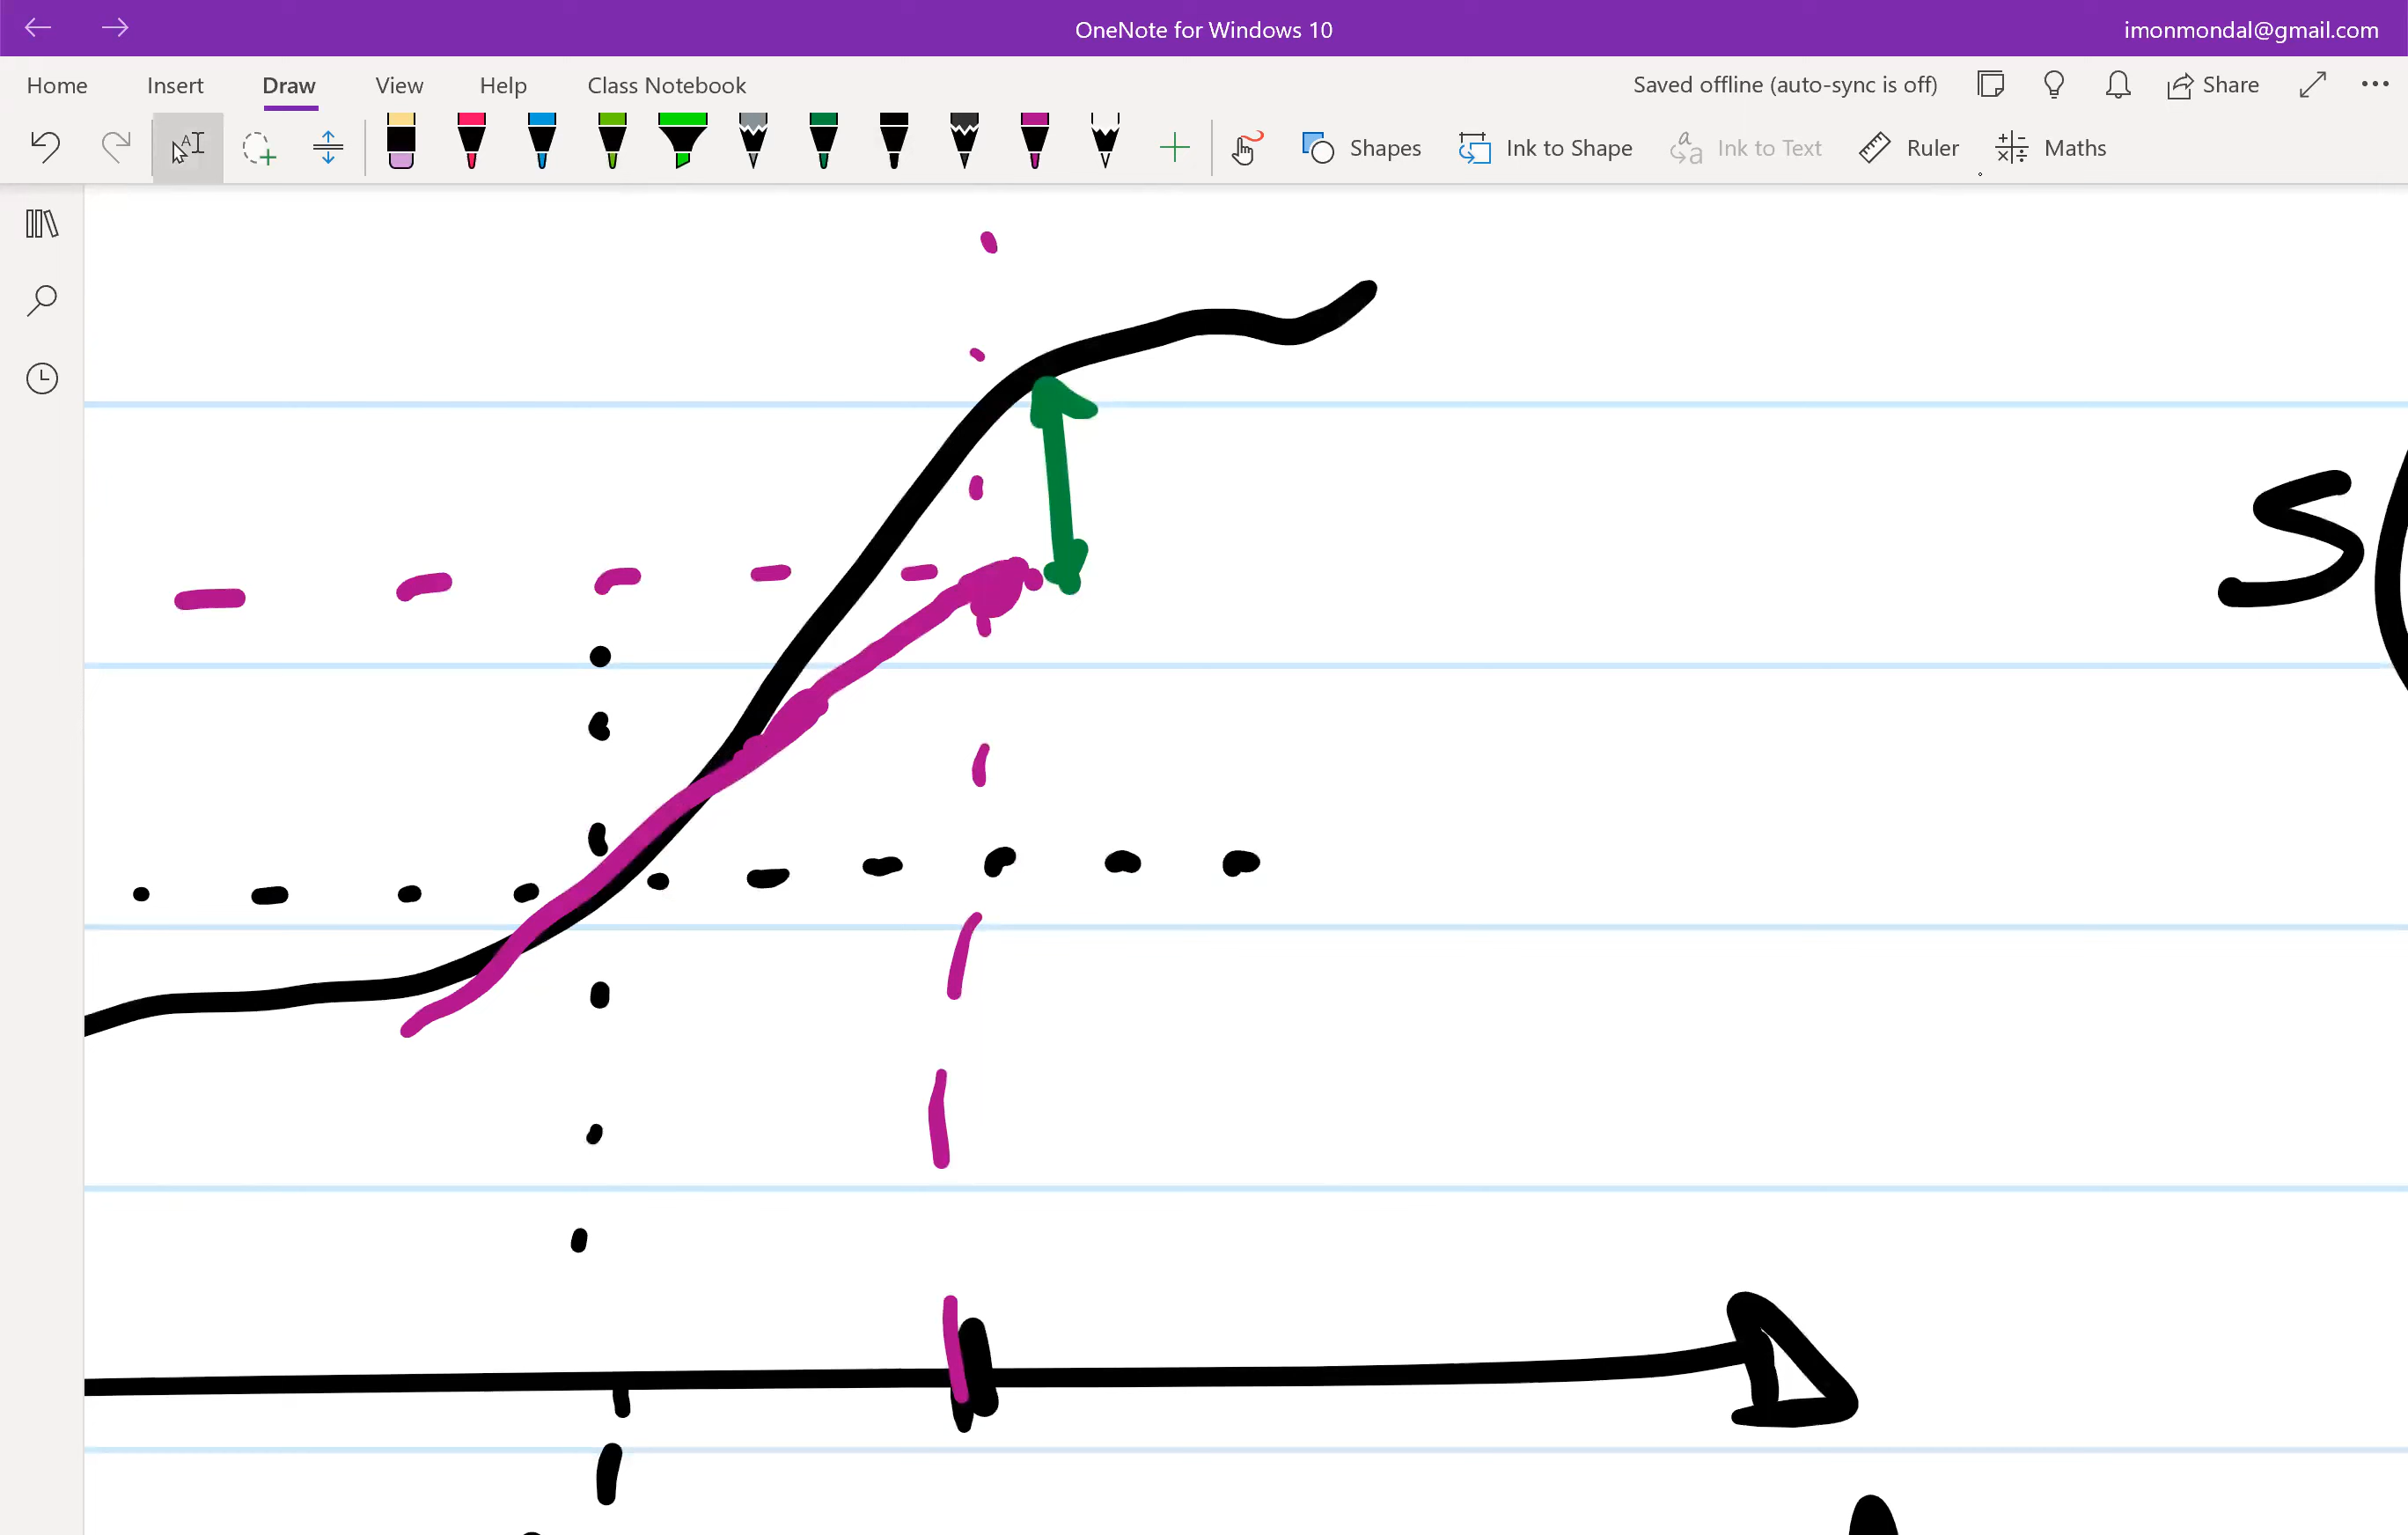 OneNote for Windows 10
imonmondal@gmail.com
Home Insert Draw View Help Class Notebook
Saved offline (auto-sync is off) Share
Shapes Ink to Shape Ink to Text Ruler Maths
S(